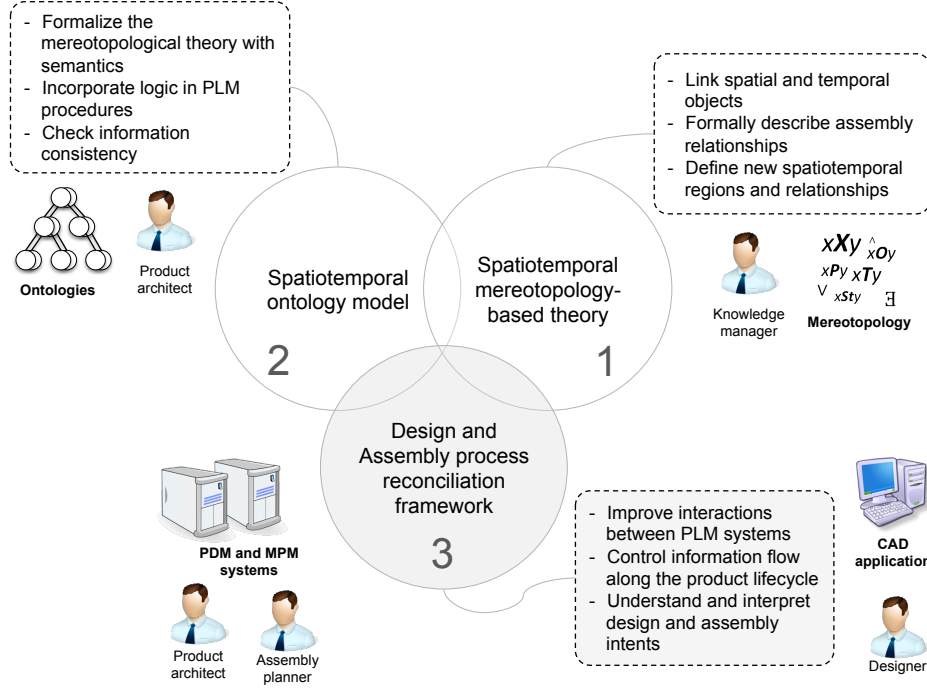 - Formalize the
mereotopological theory with
semantics
- Incorporate logic in PLM
procedures
- Check information
consistency
- Link spatial and temporal
objects
- Formally describe assembly
relationships
- Define new spatiotemporal
regions and relationships
Ontologies
Product
architect
Spatiotemporal
ontology model
2
Spatiotemporal
mereotopology-
based theory
1
Knowledge
manager
xXy ^ xOy
xPy xTy
∨ xSty ∃
Mereotopology
Design and
Assembly process
reconciliation
framework
3
PDM and MPM
systems
Product
architect
Assembly
planner
- Improve interactions
between PLM systems
- Control information flow
along the product lifecycle
- Understand and interpret
design and assembly
intents
CAD
application
Designer